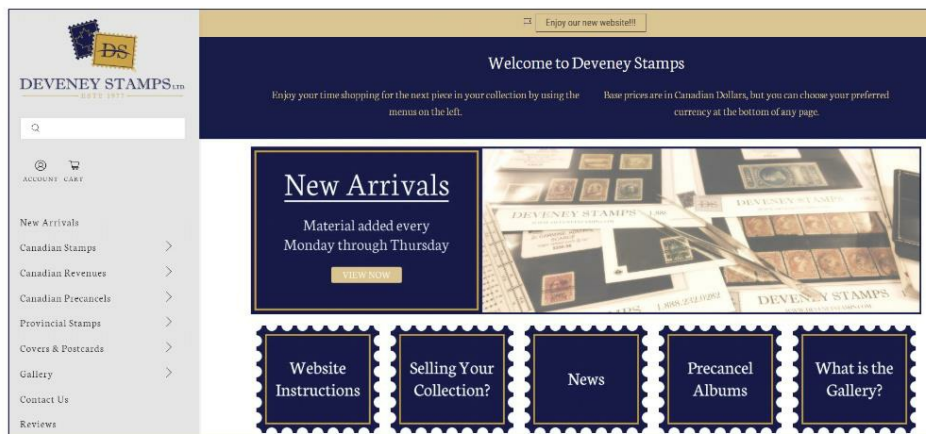 DS
DEVENEY STAMPS LTD.
ESTD 1977
ACCOUNT CART
New Arrivals
Canadian Stamps
Canadian Revenues
Canadian Precancels
Provincial Stamps
Covers & Postcards
Gallery
Contact Us
Reviews
Enjoy our new website!!!
Welcome to Deveney Stamps
Enjoy your time shopping for the next piece in your collection by using the
menus on the left.
Base prices are in Canadian Dollars, but you can choose your preferred
currency at the bottom of any page.
New Arrivals
Material added every
Monday through Thursday
VIEW NOW
DEVENEY STAMPS
DEVENEY STAMPS
Website
Instructions
Selling Your
Collection?
News
Precancel
Albums
What is the
Gallery?